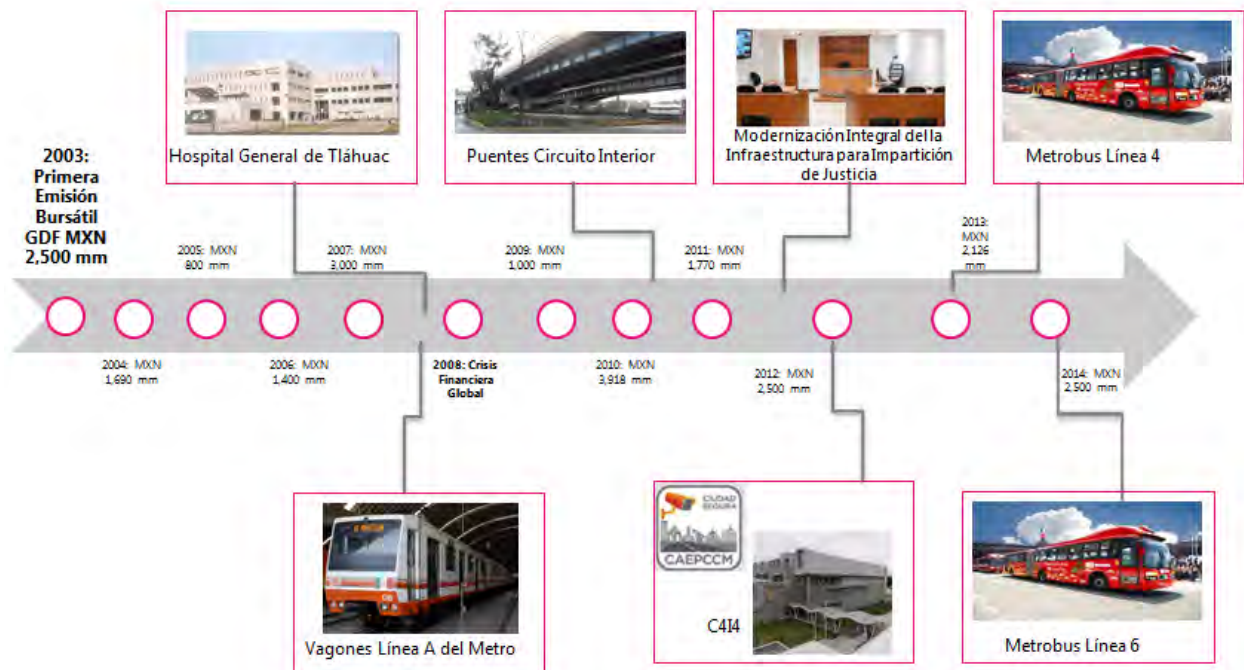 Hospital General de Tláhuac
Puentes Circuito Interior
Modernización Integral del la
Infraestructura para Impartición
de Justicia
Metrobus Línea 4
2003:
Primera
Emisión
Bursátil
GDF MXN
2,500 mm
2005: MXN
800 mm
2007: MXN
3,000 mm
2009: MXN
1,000 mm
2011: MXN
1,770 mm
2013:
MXN
2,126
mm
2004: MXN
1,690 mm
2006: MXN
1,400 mm
2008: Crisis
Financiera
Global
2010: MXN
3,918 mm
2012: MXN
2,500 mm
2014: MXN
2,500 mm
Vagones Línea A del Metro
CIUDAD
SEGURA
CAEPCCM
C4I4
Metrobus Línea 6